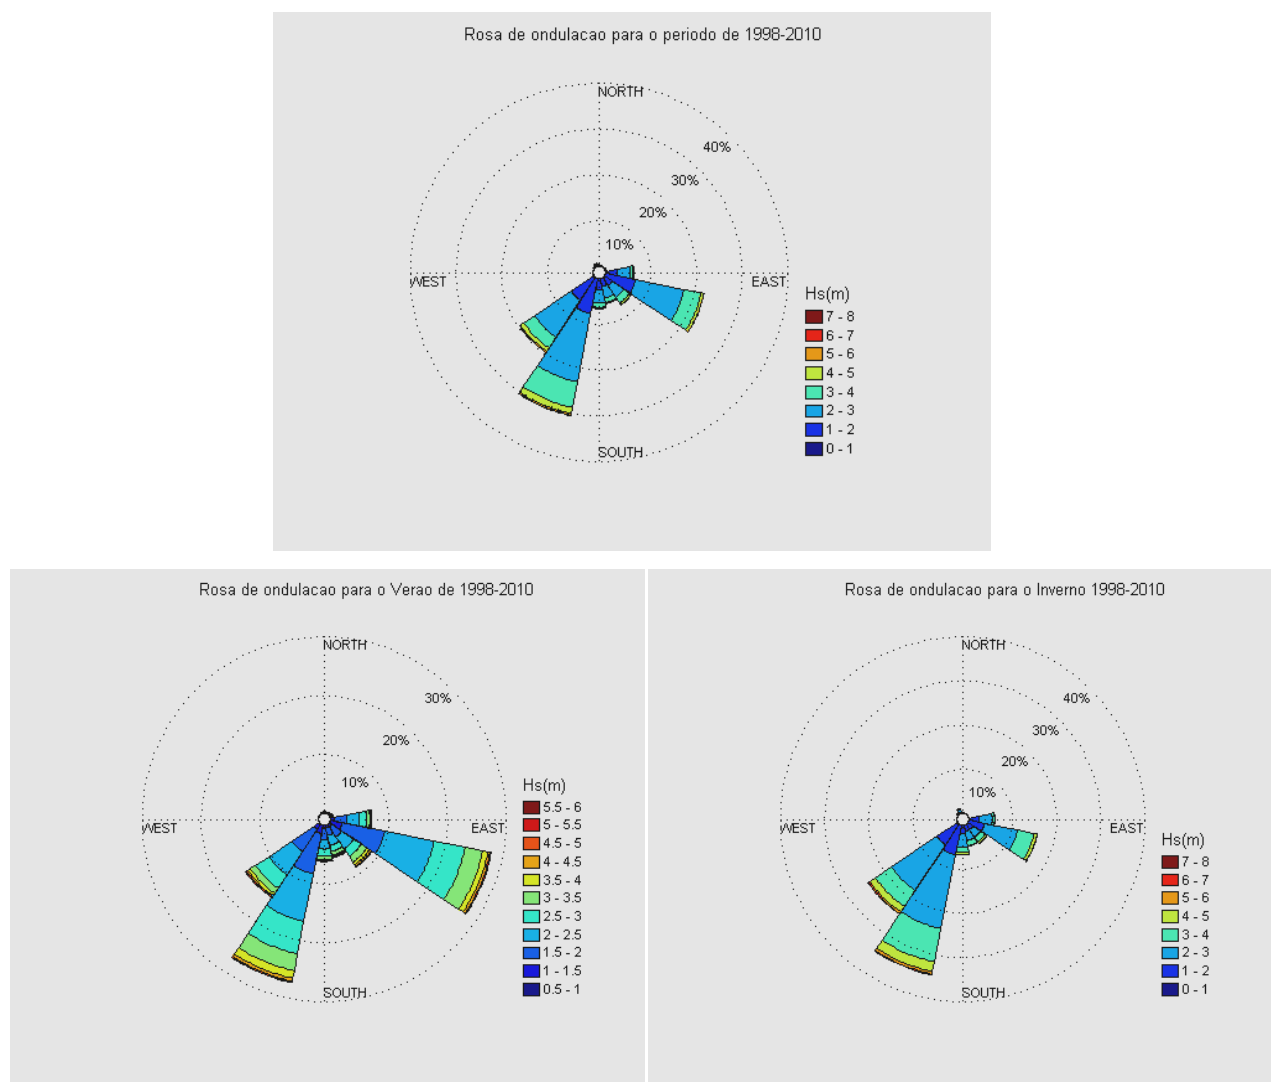 Rosa de ondulacao para o periodo de 1998-2010
NORTH
40%
30%
20%
10%
WEST
EAST
SOUTH
Hs(m)
7 - 8
6 - 7
5 - 6
4 - 5
3 - 4
2 - 3
1 - 2
0 - 1
Rosa de ondulacao para o Verao de 1998-2010
NORTH
30%
20%
10%
WEST
EAST
SOUTH
Hs(m)
5.5 - 6
5 - 5.5
4.5 - 5
4 - 4.5
3.5 - 4
3 - 3.5
2.5 - 3
2 - 2.5
1.5 - 2
1 - 1.5
0.5 - 1
Rosa de ondulacao para o Inverno 1998-2010
NORTH
40%
30%
20%
10%
WEST
EAST
SOUTH
Hs(m)
7 - 8
6 - 7
5 - 6
4 - 5
3 - 4
2 - 3
1 - 2
0 - 1